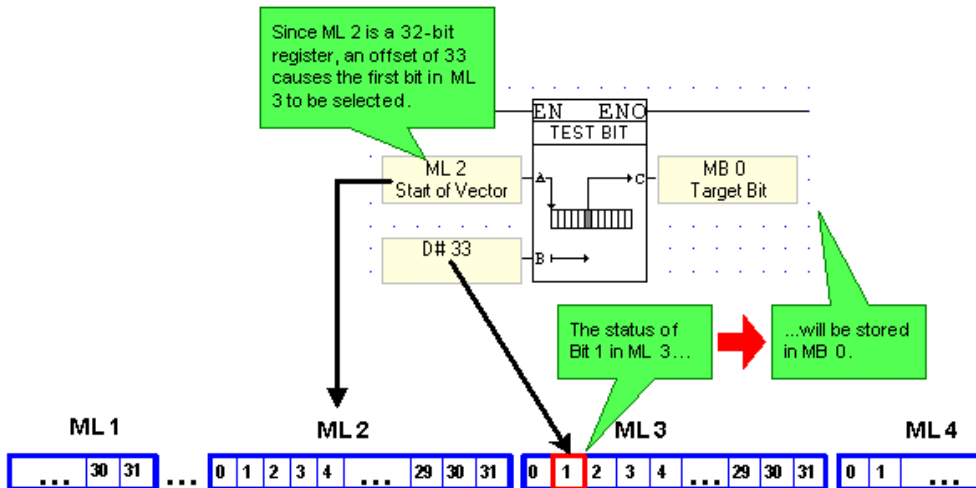 Since ML 2 is a 32-bit
register, an offset of 33
causes the first bit in ML
3 to be selected.
EN ENO
TEST BIT
ML 2
Start of Vector
A
C
MB 0
Target Bit
D# 33
B
The status of
Bit 1 in ML 3...
...will be stored
in MB 0.
ML 1 ML 2 ML 3 ML 4
... 30 31 ... 0 1 2 3 4 ... 29 30 31 0 1 2 3 4 ... 29 30 31 0 1 ...